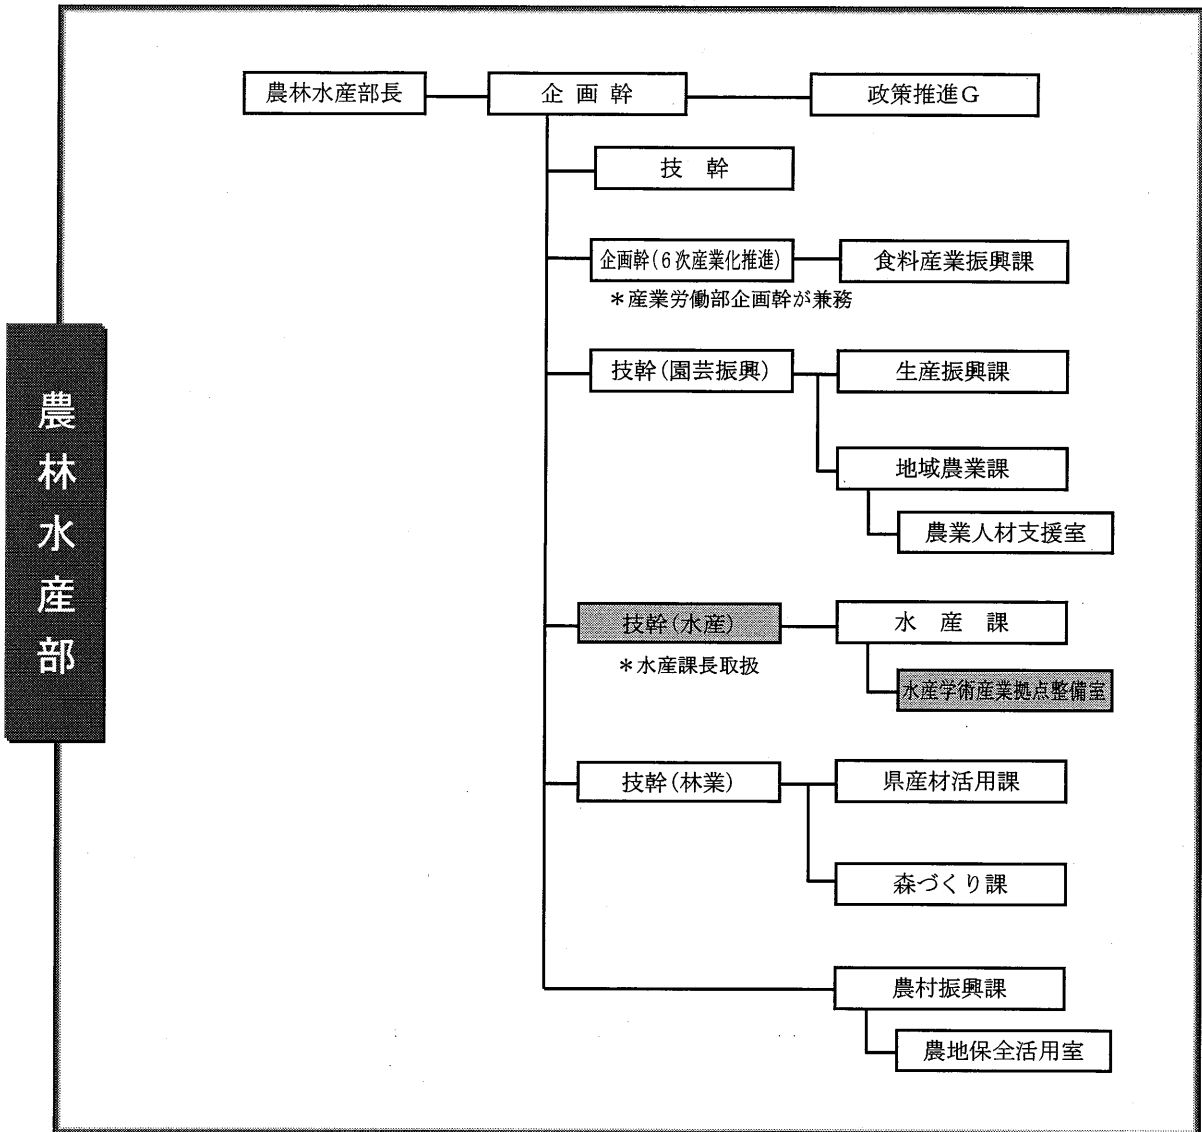 農林水産部
農林水産部長
企画幹
政策推進G
技幹
企画幹(6次産業化推進)
食料産業振興課
*産業労働部企画幹が兼務
技幹(園芸振興)
生産振興課
地域農業課
農業人材支援室
技幹(水産)
水産課
*水産課長取扱
水産学術産業拠点整備室
技幹(林業)
県産材活用課
森づくり課
農村振興課
農地保全活用室